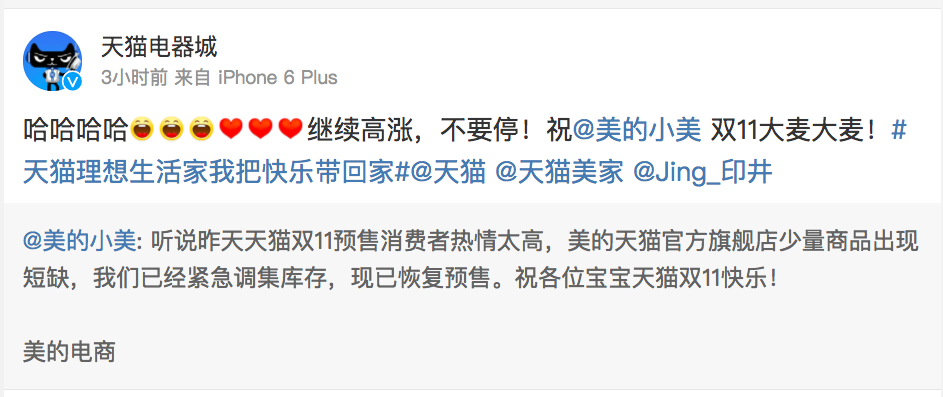 天猫电器城
3小时前 来自 iPhone 6 Plus
哈哈哈哈😄😄😄❤❤❤继续高涨，不要停！祝@美的小美 双11大麦大麦！#
天猫理想生活家我把快乐带回家#@天猫 @天猫美家 @Jing_印井
@美的小美: 听说昨天天猫双11预售消费者热情太高，美的天猫官方旗舰店少量商品出现
短缺，我们已经紧急调集库存，现已恢复预售。祝各位宝宝天猫双11快乐！
美的电商